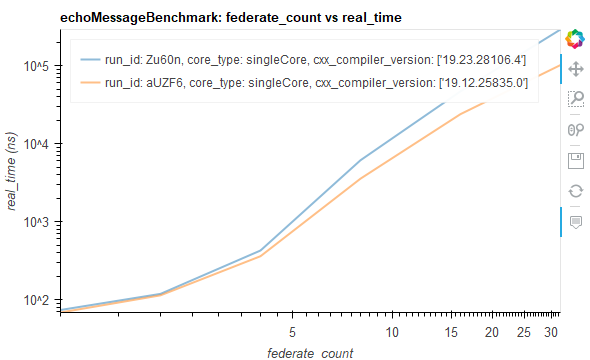 echoMessageBenchmark: federate_count vs real_time
run_id: Zu60n, core_type: singleCore, cxx_compiler_version: ['19.23.28106.4']
run_id: aUZF6, core_type: singleCore, cxx_compiler_version: ['19.12.25835.0']
real_time (ns)
10^5
10^4
10^3
10^2
5 10 15 20 25 30
federate_count